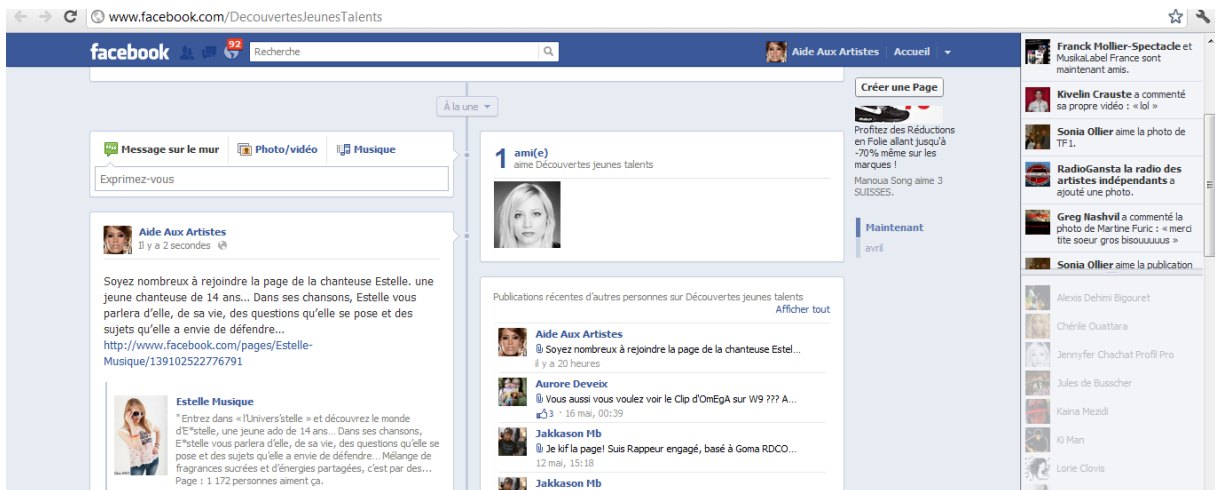 www.facebook.com/DecouvertesJeunesTalents
facebook
92
Recherche
Aide Aux Artistes
Accueil
À la une
Message sur le mur
Photo/vidéo
Musique
Exprimez-vous
Aide Aux Artistes
Il y a 2 secondes
Soyez nombreux à rejoindre la page de la chanteuse Estelle. une
jeune chanteuse de 14 ans... Dans ses chansons, Estelle vous
parlera d'elle, de sa vie, des questions qu'elle se pose et des
sujets qu'elle a envie de défendre...
http://www.facebook.com/pages/Estelle-
Musique/139102522776791
Estelle Musique
"Entrez dans « l'Univers'stelle » et découvrez le monde
d'E*stelle, une jeune ado de 14 ans... Dans ses chansons,
E*stelle vous parlera d'elle, de sa vie, des questions qu'elle se
pose et des sujets qu'elle a envie de défendre... Mélange de
fragrances sucrées et d'énergies partagées, c'est par des...
Page : 1 172 personnes aiment ça.
1 ami(e)
aime Découvertes jeunes talents
Publications récentes d'autres personnes sur Découvertes jeunes talents
Afficher tout
Aide Aux Artistes
Soyez nombreux à rejoindre la page de la chanteuse Estel...
il y a 20 heures
Aurore Deveix
Vous aussi vous voulez voir le Clip d'OmEgA sur W9 ??? A...
3 · 16 mai, 00:39
Jakkason Mb
Je kif la page! Suis Rappeur engagé, basé à Goma RDCO...
12 mai, 15:18
Jakkason Mb
Créer une Page
Profitez des Réductions
en Folie allant jusqu'à
-70% même sur les
marques !
Manoua Song aime 3
SUISSES.
Maintenant
avril
Franck Mollier-Spectacle et
MusikaLabel France sont
maintenant amis.
Kivelin Crauste a commenté
sa propre vidéo : « lol »
Sonia Ollier aime la photo de
TF1.
RadioGansta la radio des
artistes indépendants a
ajouté une photo.
Greg Nashvil a commenté la
photo de Martine Furic : « merci
tite soeur gros bisouuuuus »
Sonia Ollier aime la publication
Alexis Dehimi Bigouret
Chérile Ouattara
Jennyfer Chachat Profil Pro
Jules de Busscher
Kaina Mezidi
Ki Man
Lorie Clovis